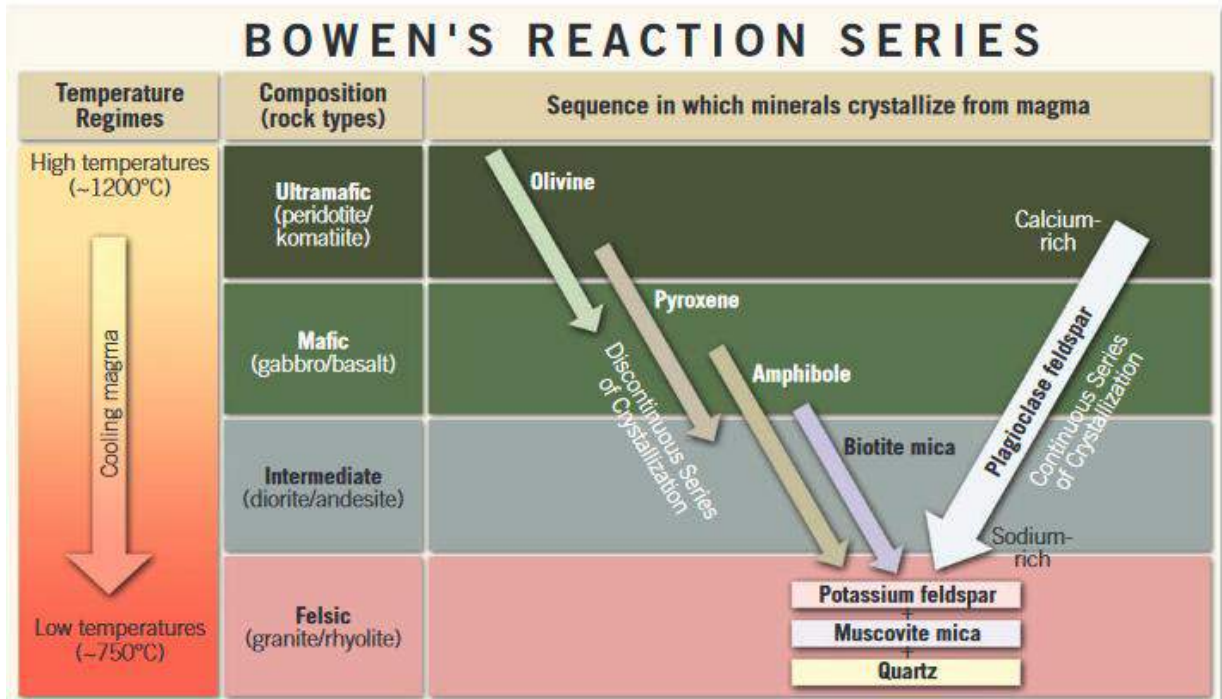 BOWEN'S REACTION SERIES
Temperature
Regimes
Composition
(rock types)
Sequence in which minerals crystallize from magma
High temperatures
(~1200°C)
Cooling magma
Low temperatures
(~750°C)
Ultramafic
(peridotite/
komatiite)
Mafic
(gabbro/basalt)
Intermediate
(diorite/andesite)
Felsic
(granite/rhyolite)
Olivine
Pyroxene
Amphibole
Biotite mica
Discontinuous Series
of Crystallization
Calcium-
rich
Plagioclase feldspar
Continuous Series
of Crystallization
Sodium-
rich
Potassium feldspar
+
Muscovite mica
+
Quartz